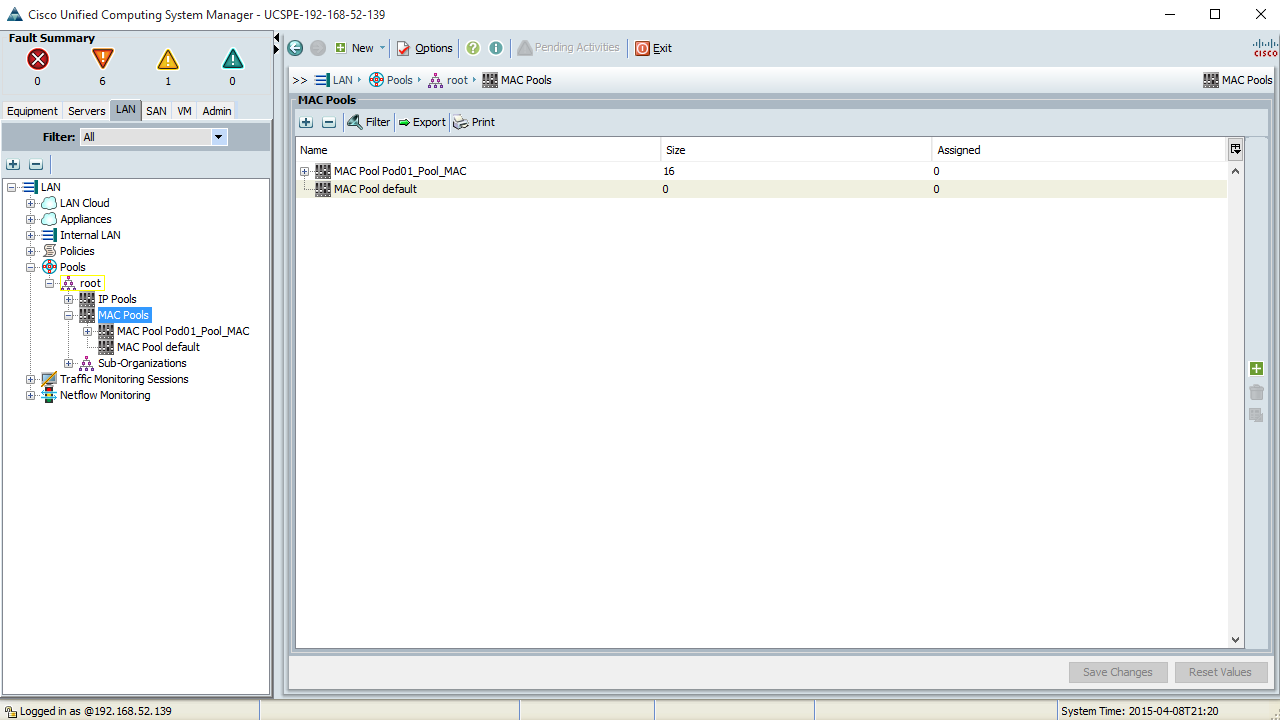 Cisco Unified Computing System Manager - UCSPE-192-168-52-139
Fault Summary
0 6 1 0
Equipment Servers LAN SAN VM Admin
Filter: All
LAN
LAN Cloud
Appliances
Internal LAN
Policies
Pools
root
IP Pools
MAC Pools
MAC Pool Pod01_Pool_MAC
MAC Pool default
Sub-Organizations
Traffic Monitoring Sessions
Netflow Monitoring
New Options Pending Activities Exit
CISCO
>> LAN Pools root MAC Pools MAC Pools
MAC Pools
Filter Export Print
Name Size Assigned
MAC Pool Pod01_Pool_MAC 16 0
MAC Pool default 0 0
Save Changes Reset Values
Logged in as @192.168.52.139 System Time: 2015-04-08T21:20